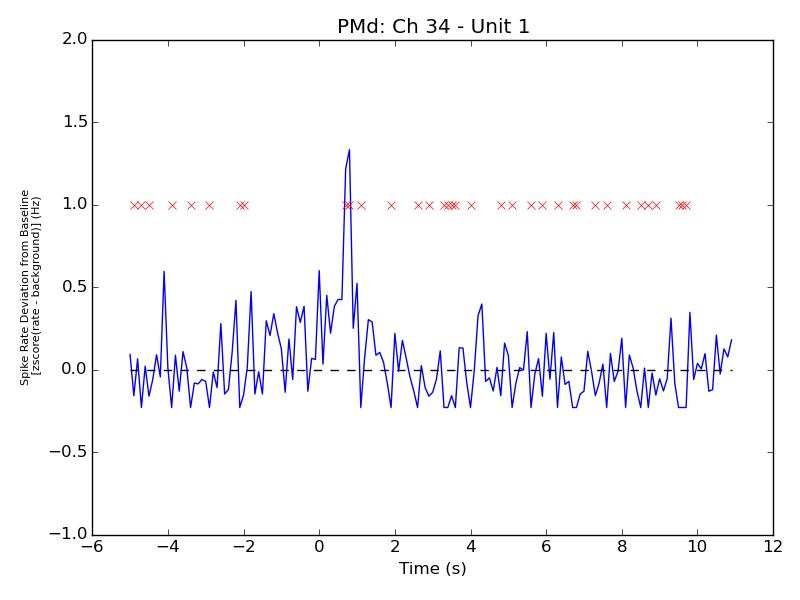 PMd: Ch 34 - Unit 1
2.0
1.5
1.0
0.5
0.0
−0.5
−1.0
Spike Rate Deviation from Baseline
[zscore(rate - background)] (Hz)
−6 −4 −2 0 2 4 6 8 10 12
Time (s)